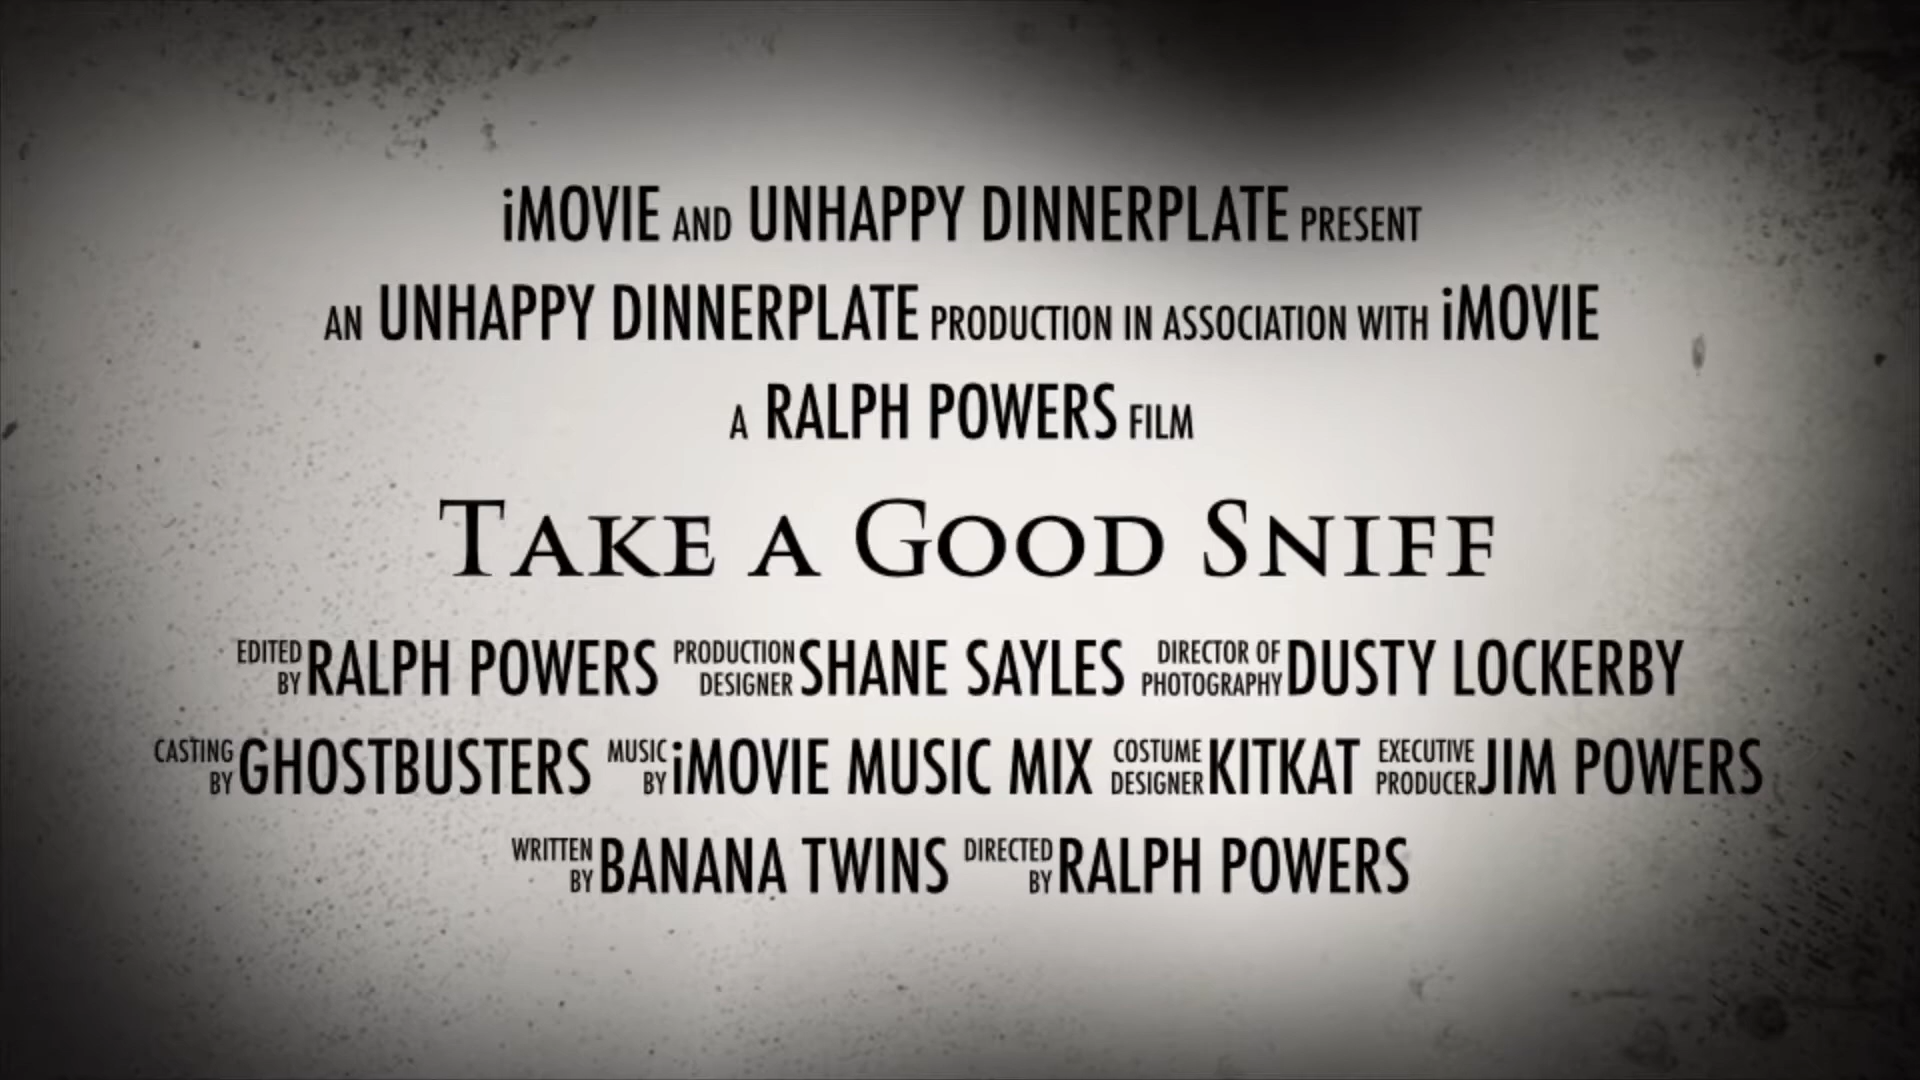 iMOVIE AND UNHAPPY DINNERPLATE PRESENT
AN UNHAPPY DINNERPLATE PRODUCTION IN ASSOCIATION WITH iMOVIE
A RALPH POWERS FILM
TAKE A GOOD SNIFF
EDITED BY RALPH POWERS PRODUCTION DESIGNER SHANE SAYLES DIRECTOR OF PHOTOGRAPHY DUSTY LOCKERBY
CASTING BY GHOSTBUSTERS MUSIC BY iMOVIE MUSIC MIX COSTUME DESIGNER KITKAT EXECUTIVE PRODUCER JIM POWERS
WRITTEN BY BANANA TWINS DIRECTED BY RALPH POWERS